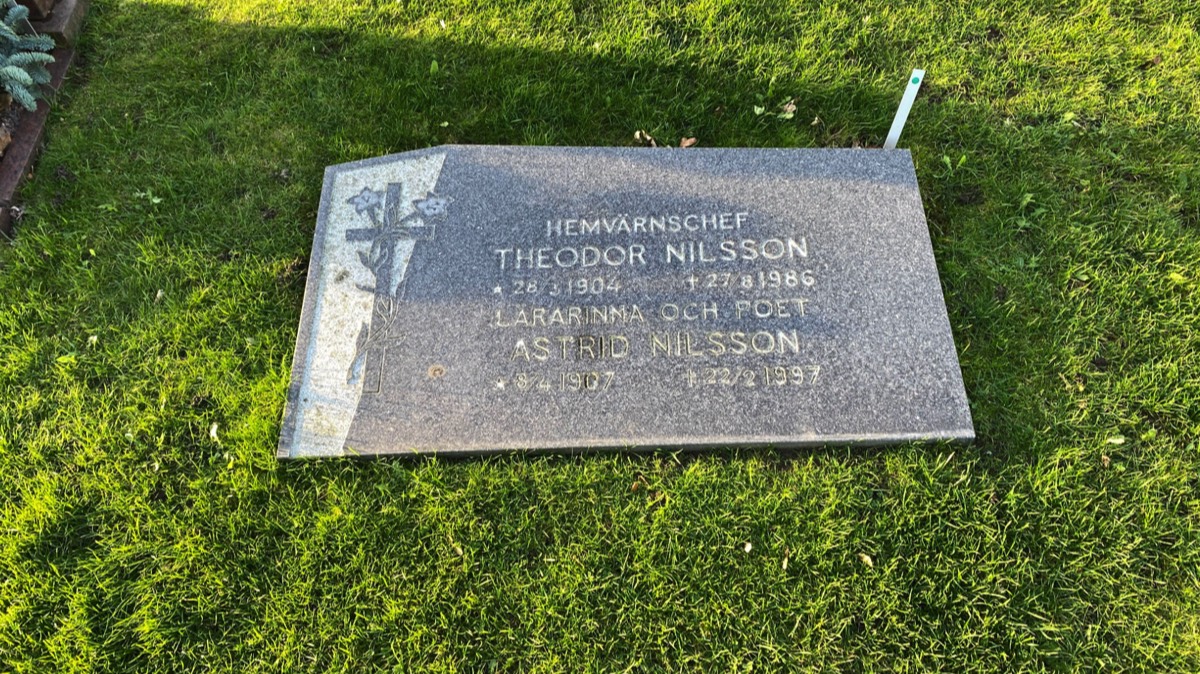 HEMVÄRNSCHEF
THEODOR NILSSON
* 28/3 1904 † 27/8 1986
LÄRARINNA OCH POET
ASTRID NILSSON
* 8/4 1907 † 22/2 1997